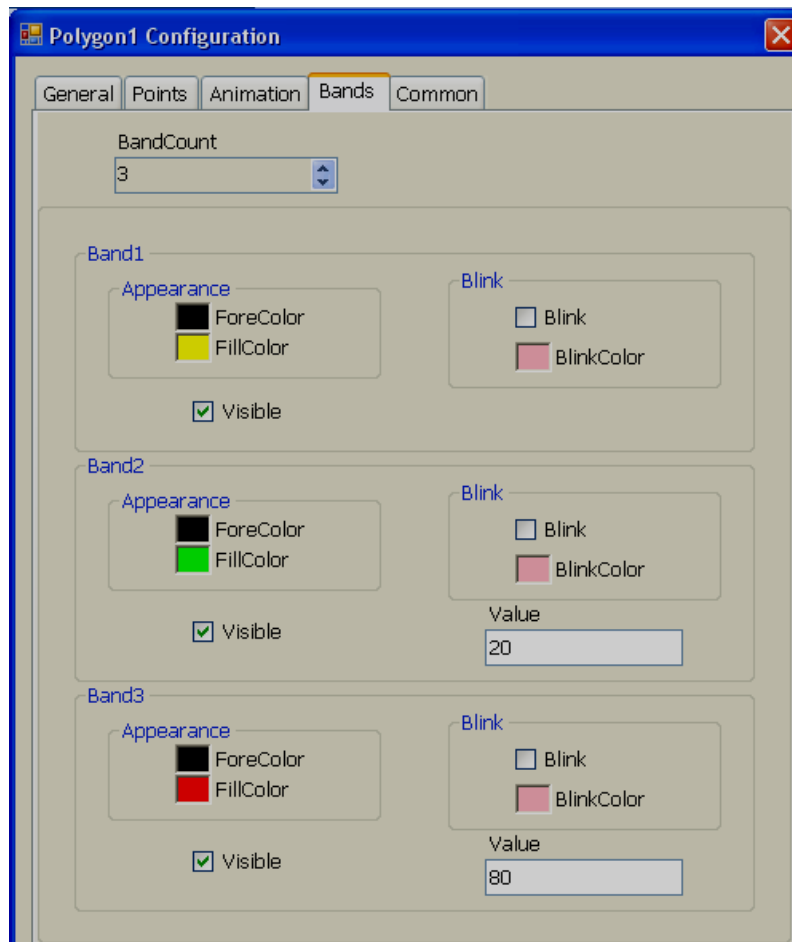 Polygon1 Configuration
General Points Animation Bands Common
BandCount
3
Band1
Appearance
ForeColor
FillColor
Visible
Blink
Blink
BlinkColor
Band2
Appearance
ForeColor
FillColor
Visible
Blink
Blink
BlinkColor
Value
20
Band3
Appearance
ForeColor
FillColor
Visible
Blink
Blink
BlinkColor
Value
80